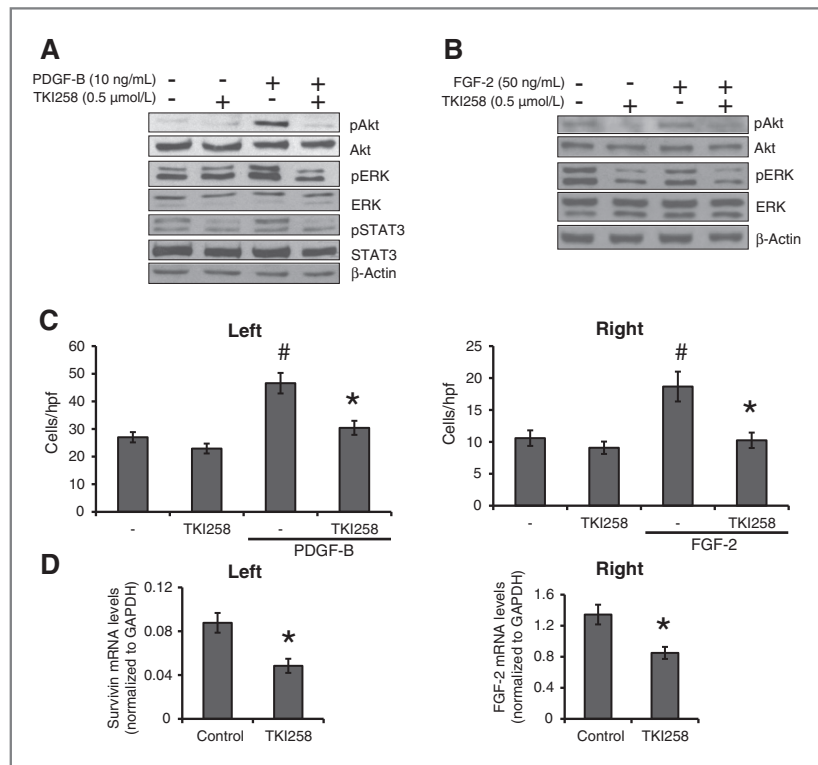 A
PDGF-B (10 ng/mL) - - + +
TKI258 (0.5 μmol/L) - + - +
pAkt
Akt
pERK
ERK
pSTAT3
STAT3
β-Actin
B
FGF-2 (50 ng/mL) - - + +
TKI258 (0.5 μmol/L) - + - +
pAkt
Akt
pERK
ERK
β-Actin
C
Left
Cells/hpf
60
50
40
30
20
10
0
#
*
- TKI258 - TKI258
PDGF-B
Right
Cells/hpf
25
20
15
10
5
0
#
*
- TKI258 - TKI258
FGF-2
D
Left
Survivin mRNA levels
(normalized to GAPDH)
0.12
0.08
0.04
0
*
Control TKI258
Right
FGF-2 mRNA levels
(normalized to GAPDH)
1.6
1.2
0.8
0.4
0
*
Control TKI258